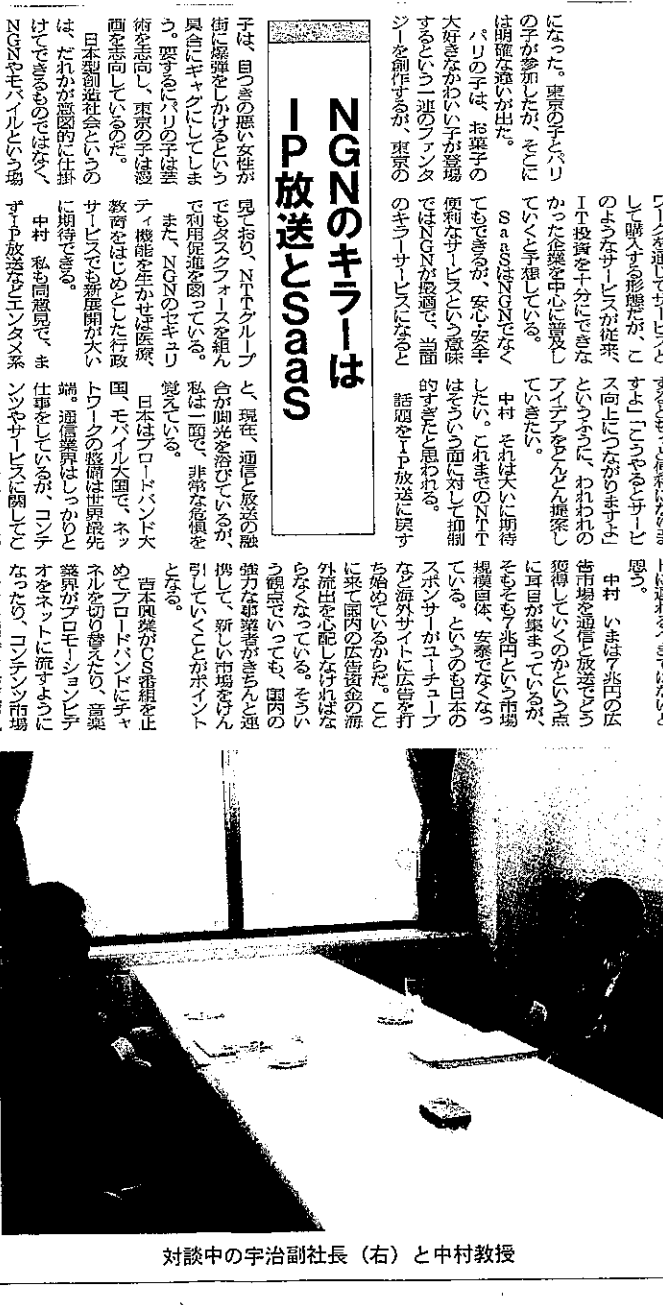 になった。東京の子とパリ
の子が参加したが、そこに
は明確な違いが出た。
パリの子は、お菓子の
大好きなかわいい子が登場
するという一連のファンタ
ジーを創作するが、東京の
NGNのキラーは
IP放送とSaaS
子は、目つきの悪い女性が
街に爆弾をしかけるという
具合にギャグにしてしま
う。要するにパリの子は芸
術を志向し、東京の子は漫
画を志向しているのだ。
日本型創造社会というの
は、だれかが意図的に仕掛
けてできるものではなく、
NGNやモバイルという場
ワークを通じてサービスと
して購入する形態だが、こ
のようなサービスが従来、
IT投資を十分にできな
かった企業を中心に普及し
ていくと予想している。
SaaSはNGNでなく
てもできるが、安心・安全・
便利なサービスという意味
ではNGNが最適で、当面
のキラーサービスになると
見ており、NTTグループ
でもタスクフォースを組ん
で利用促進を図っている。
また、NGNのセキュリ
ティ機能を生かせば医療、
教育をはじめとした行政
サービスでも新展開が大い
に期待できる。
中村　私も同意見で、ま
ずIP放送などエンタメ系
するともっと便利になりま
すよ」「こうやるとサービ
ス向上につながりますよ」
というふうに、われわれの
アイデアをどんどん提案し
ていきたい。
中村　それは大いに期待
したい。これまでのNTT
はそういう面に対して抑制
的すぎたと思われる。
話題をIP放送に戻す
と、現在、通信と放送の融
合が脚光を浴びているが、
私は一面で、非常な危惧を
覚えている。
日本はブロードバンド大
国、モバイル大国で、ネッ
トワークの整備は世界最先
端。通信業界はしっかりと
仕事をしているが、コンテ
ンツやサービスに関してど
思う。
中村　いまは7兆円の広
告市場を通信と放送でどう
獲得していくのかという点
に耳目が集まっているが、
そもそも7兆円という市場
規模自体、安泰でなくなっ
ている。というのも日本の
スポンサーがユーチューブ
など海外サイトに広告を打
ち始めているからだ。ここ
に来て国内の広告資金の海
外流出を心配しなければな
らなくなっている。そうい
う観点でいっても、国内の
強力な事業者がきちんと連
携して、新しい市場をけん
引していくことがポイント
となる。
吉本興業がCS番組を止
めてブロードバンドにチャ
ネルを切り替えたり、音楽
業界がプロモーションビデ
オをネットに流すように
なったり、コンテンツ市場
対談中の宇治副社長（右）と中村教授